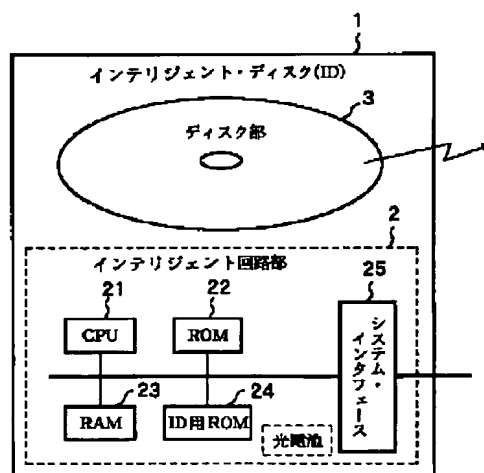 1
インテリジェント・ディスク(ID)
3
ディスク部
2
インテリジェント回路部
21
22
25
CPU
ROM
システム・
インタフェース
23
24
RAM
ID用ROM
光電池